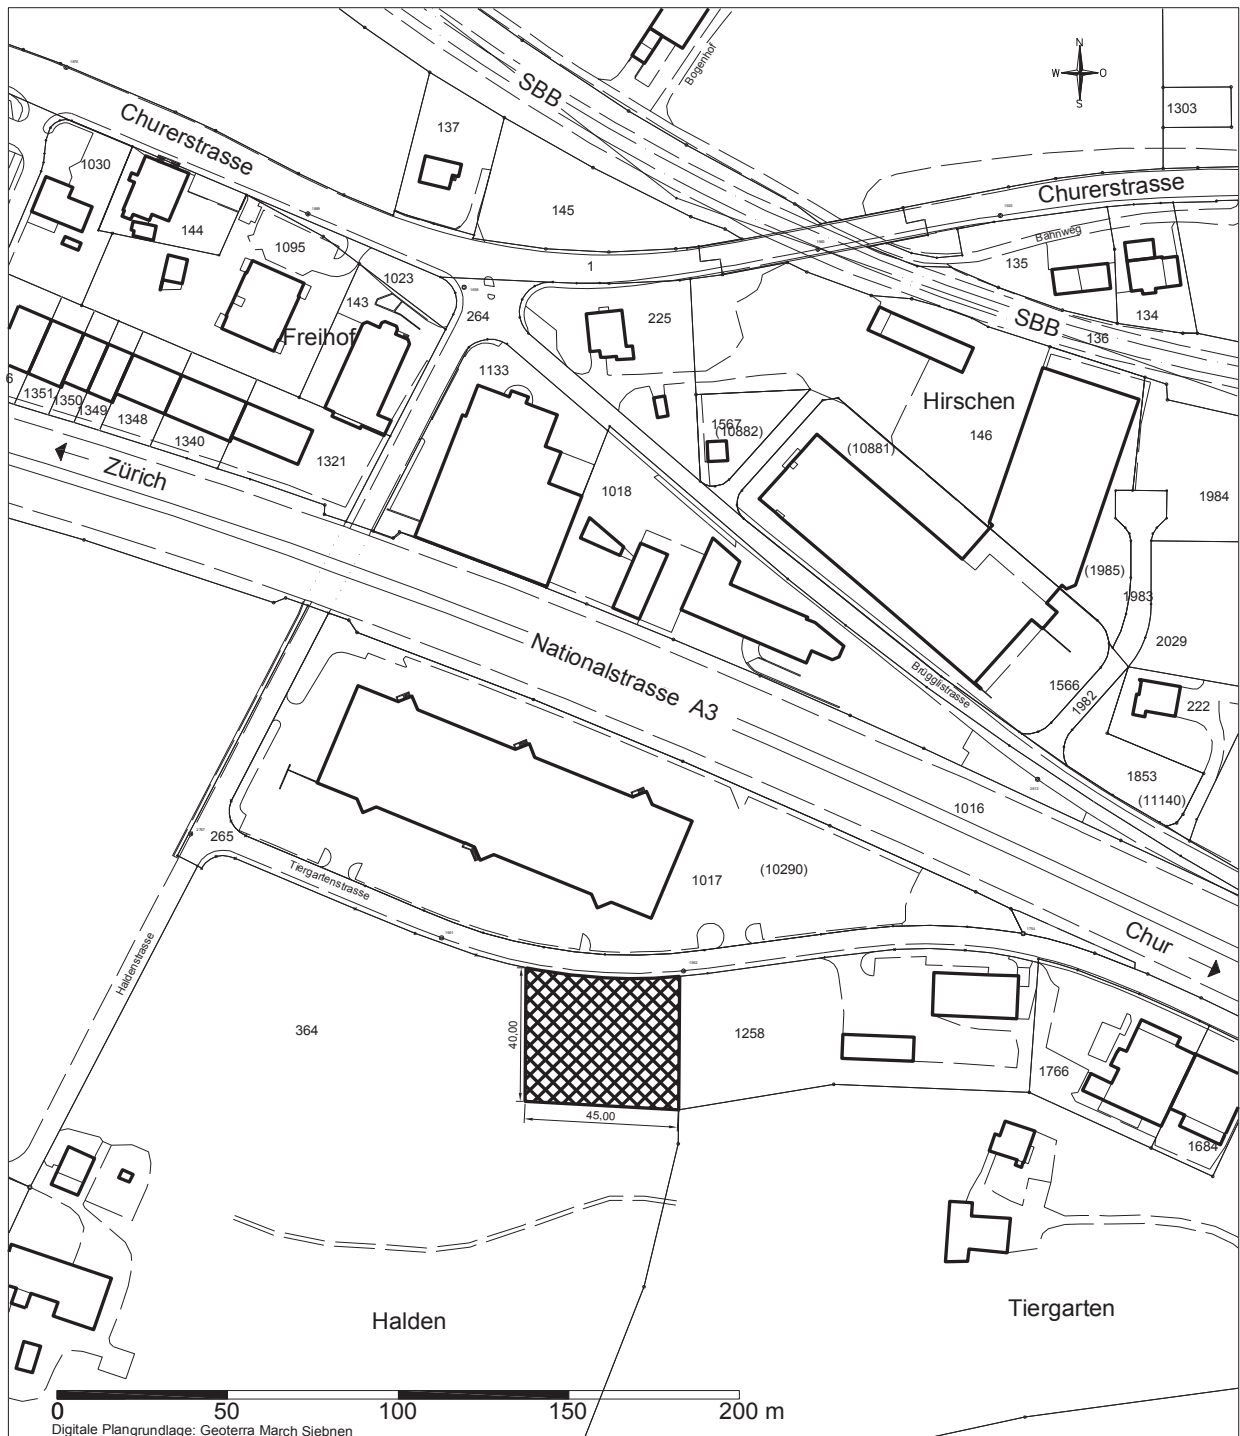 SBB
Bogenhof
N
W
O
S
1303
Churerstrasse
137
1030
Churerstrasse
145
144
1095
Bahnweg
1
135
1023
143
264
225
134
SBB
136
Freihof
1133
Hirschen
6
1351
1350
1349
1348
1340
1321
1567
(10882)
(10881)
146
Zürich
1018
1984
(1985)
1983
2029
Nationalstrasse A3
Brügglistrasse
1566
1982
222
1853
(11140)
1016
265
Tiergartenstrasse
1017
(10290)
Chur
Haldenstrasse
364
40,00
1258
1766
45,00
1684
Tiergarten
Halden
0
50
100
150
200 m
Digitale Plangrundlage: Geoterra March Siebnen